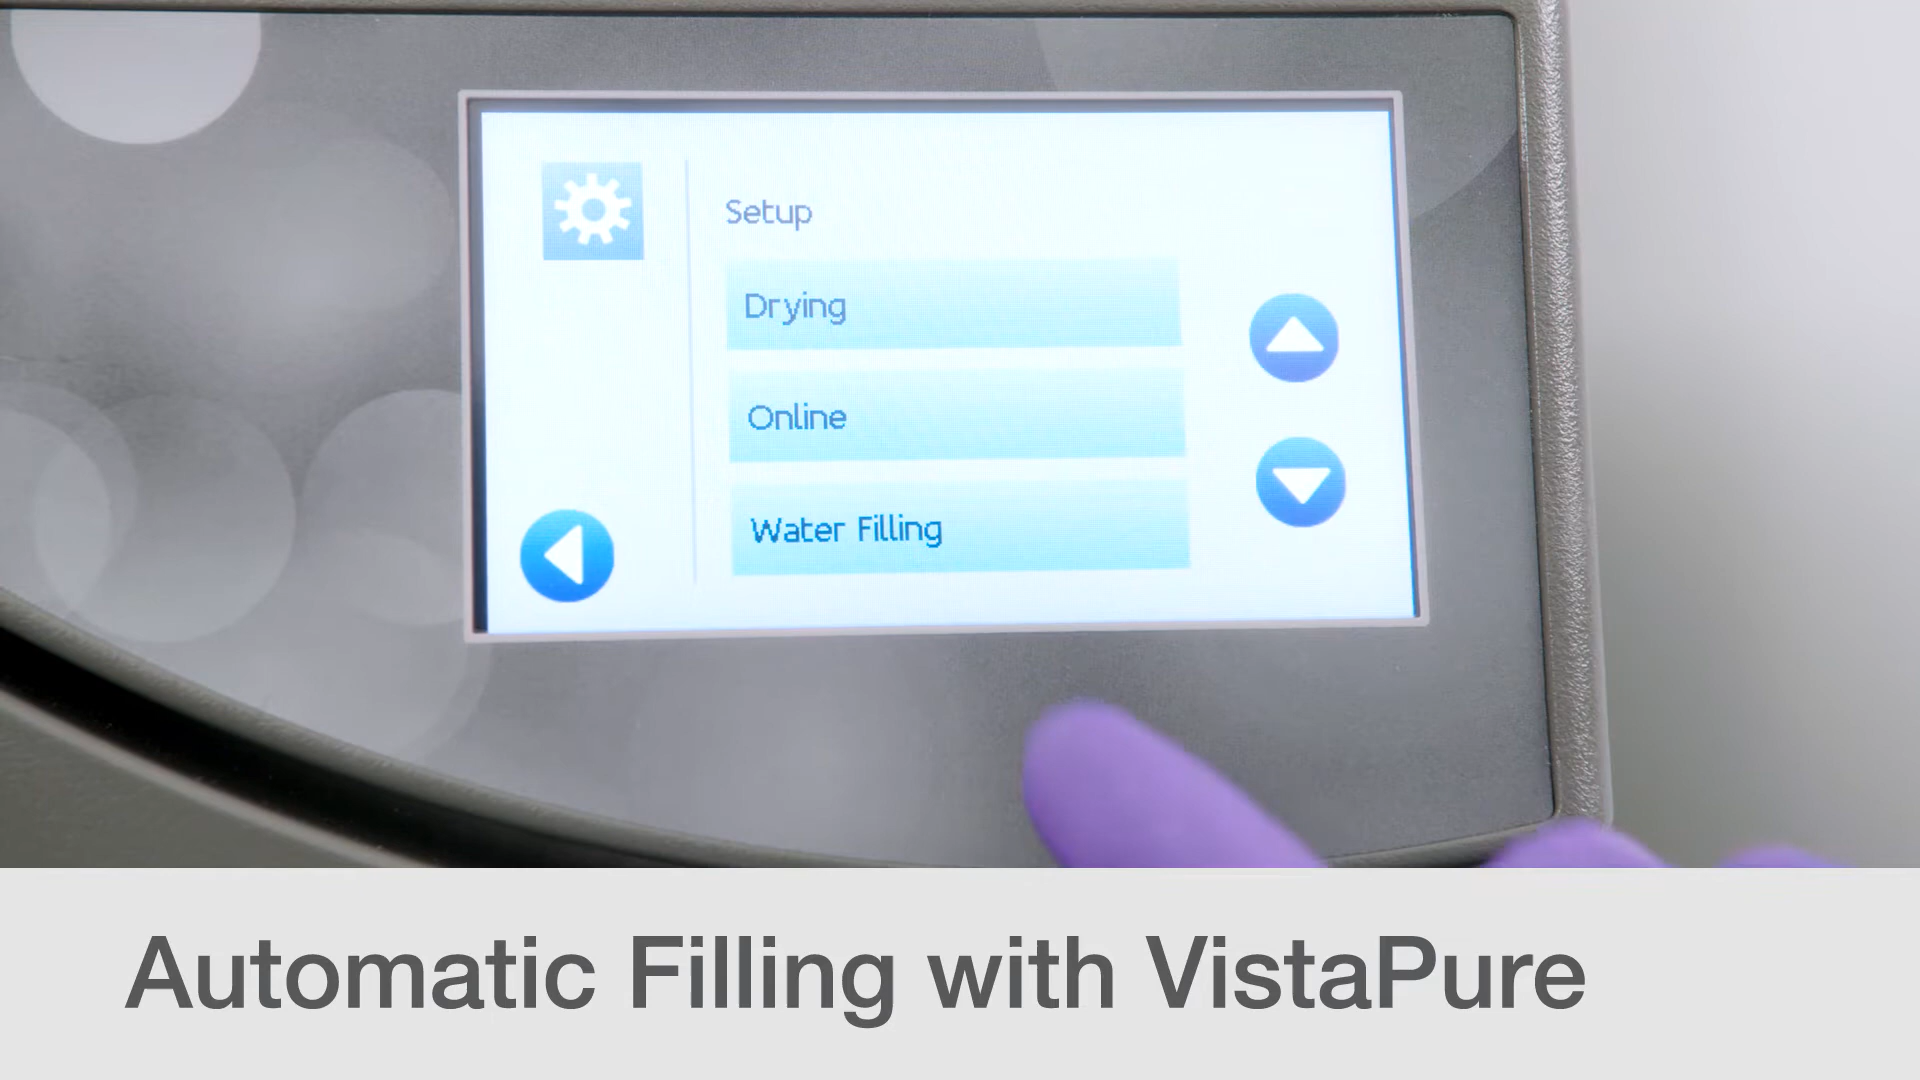 Setup
Drying
Online
Water Filling
Automatic Filling with VistaPure